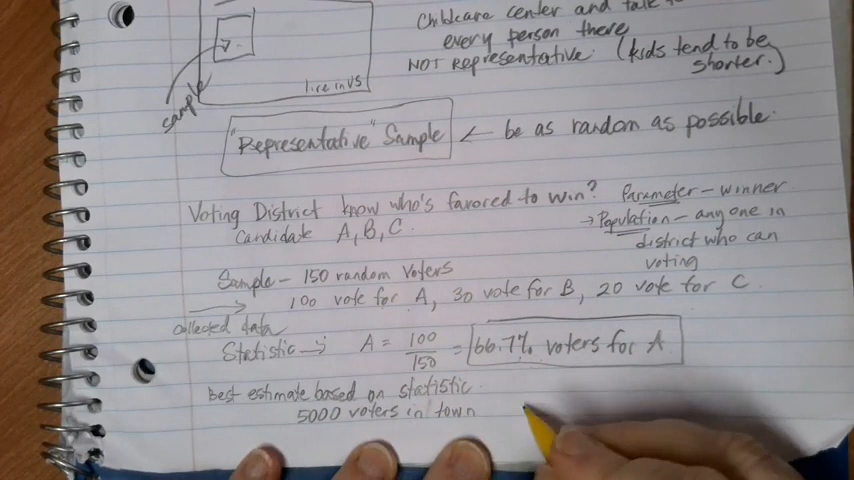 Childcare center and talk to
every person there
NOT Representative. (kids tend to be
shorter.)
live in US
sample
"Representative" Sample ← be as random as possible.
Voting District know who's favored to win? Parameter - winner
Candidate A, B, C.
→ Population - anyone in
district who can
voting
Sample - 150 random voters
→ 100 vote for A, 30 vote for B, 20 vote for C.
collected data
Statistic → A = 100/150 = 66.7% voters for A
Best estimate based on statistic.
5000 voters in town